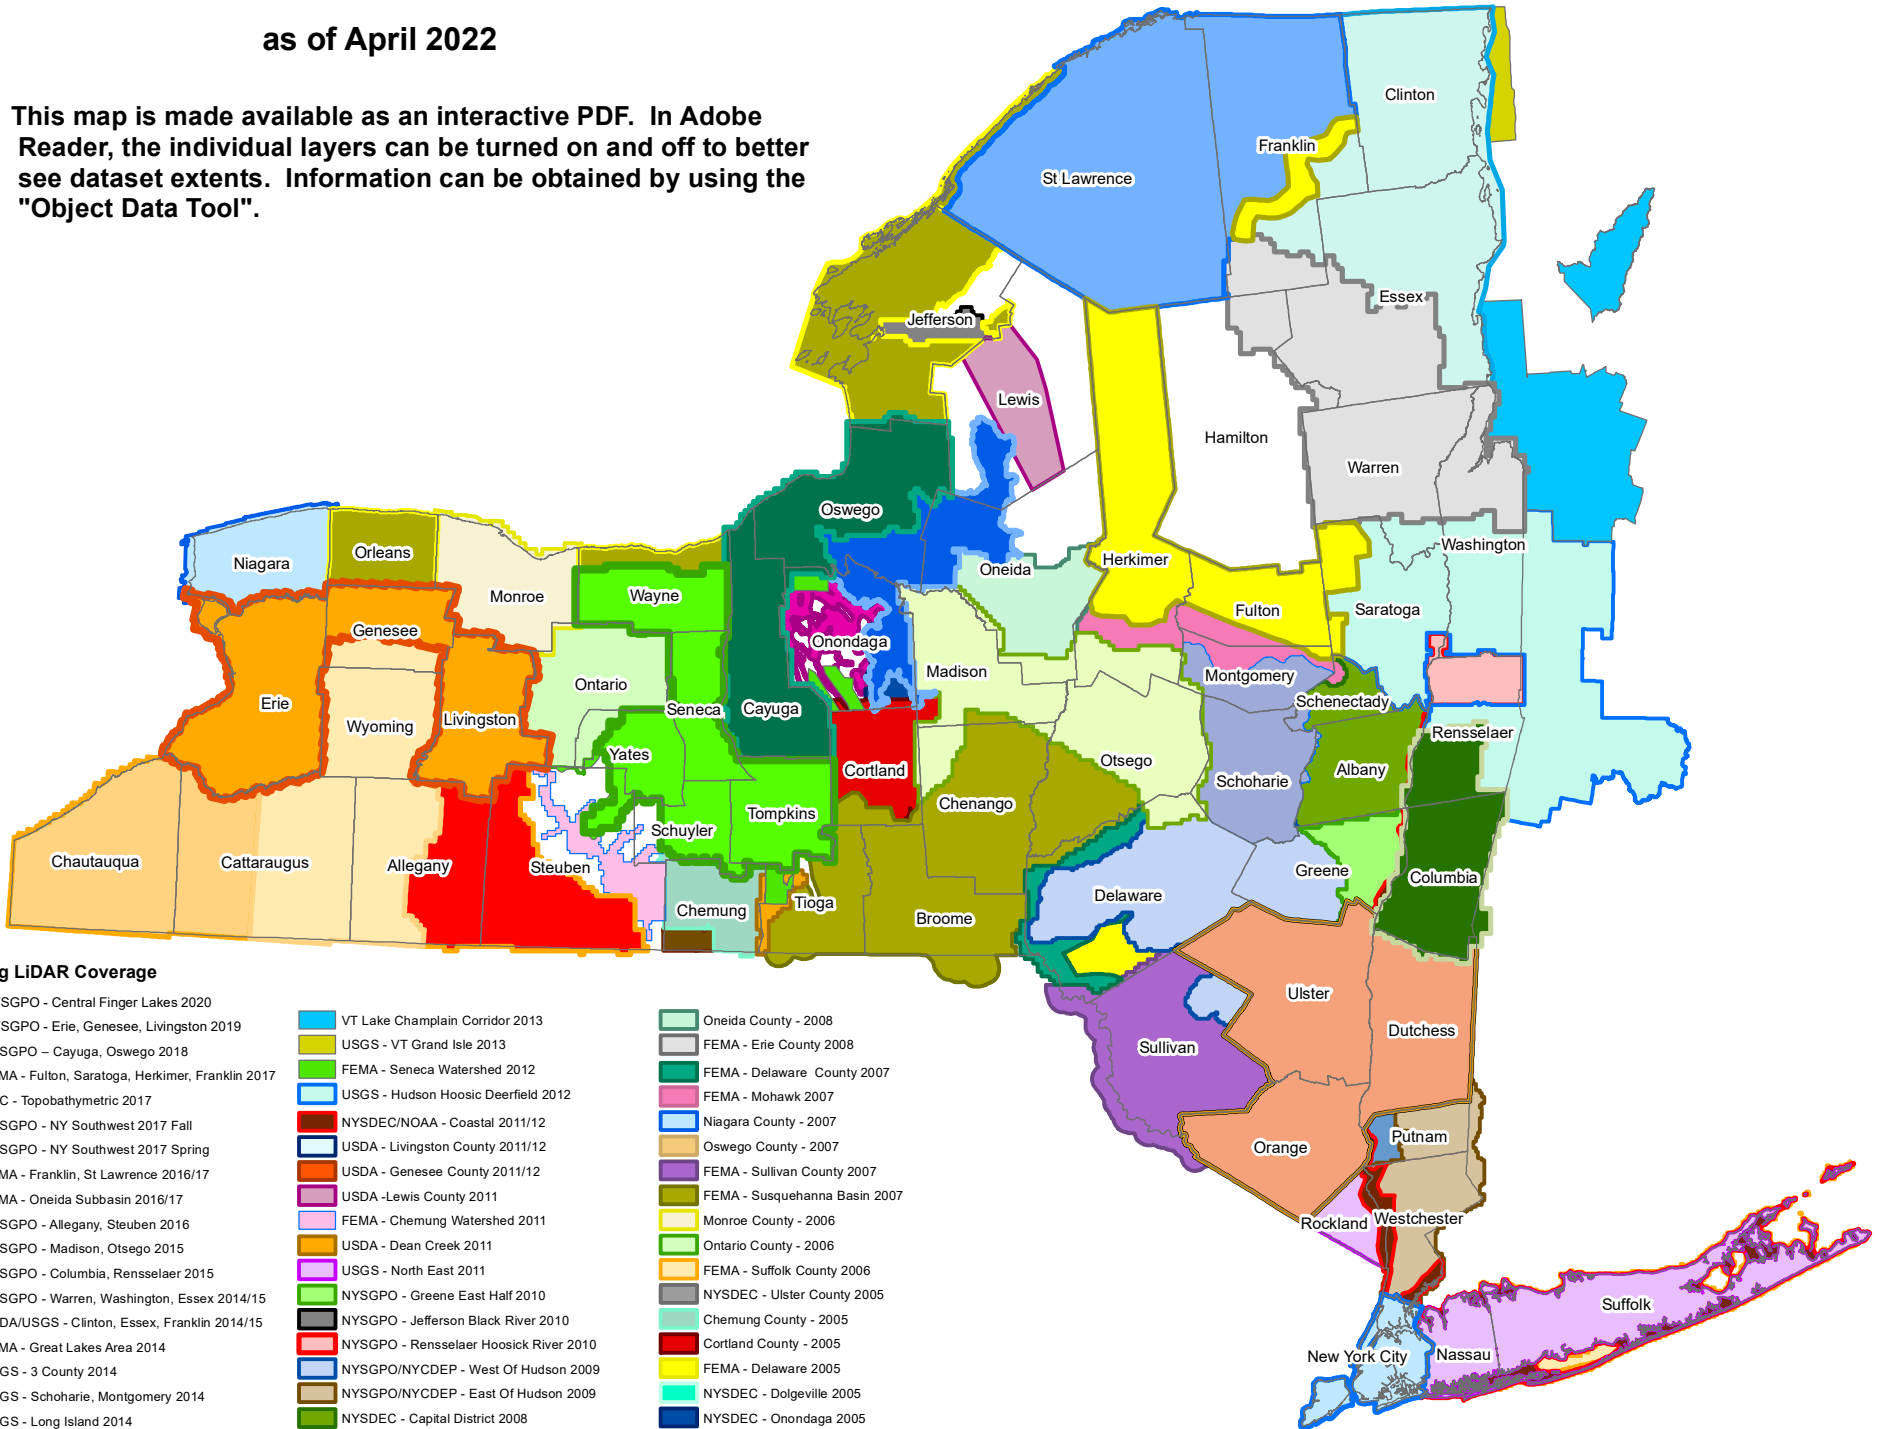 as of April 2022
This map is made available as an interactive PDF. In Adobe
Reader, the individual layers can be turned on and off to better
see dataset extents. Information can be obtained by using the
"Object Data Tool".
Clinton
Franklin
St Lawrence
Essex
Jefferson
Lewis
Hamilton
Warren
Oswego
Washington
Orleans
Niagara
Herkimer
Oneida
Monroe
Wayne
Fulton
Saratoga
Genesee
Onondaga
Madison
Montgomery
Ontario
Erie
Schenectady
Seneca
Cayuga
Livingston
Wyoming
Rensselaer
Yates
Otsego
Cortland
Albany
Schoharie
Chenango
Tompkins
Schuyler
Chautauqua
Cattaraugus
Allegany
Steuben
Greene
Columbia
Delaware
Tioga
Chemung
Broome
Ulster
Dutchess
Sullivan
Putnam
Orange
Rockland
Westchester
Suffolk
New York City
Nassau
g LiDAR Coverage
SGPO - Central Finger Lakes 2020
SGPO - Erie, Genesee, Livingston 2019
SGPO – Cayuga, Oswego 2018
MA - Fulton, Saratoga, Herkimer, Franklin 2017
C - Topobathymetric 2017
SGPO - NY Southwest 2017 Fall
SGPO - NY Southwest 2017 Spring
MA - Franklin, St Lawrence 2016/17
MA - Oneida Subbasin 2016/17
SGPO - Allegany, Steuben 2016
SGPO - Madison, Otsego 2015
SGPO - Columbia, Rensselaer 2015
SGPO - Warren, Washington, Essex 2014/15
DA/USGS - Clinton, Essex, Franklin 2014/15
MA - Great Lakes Area 2014
GS - 3 County 2014
GS - Schoharie, Montgomery 2014
GS - Long Island 2014
VT Lake Champlain Corridor 2013
USGS - VT Grand Isle 2013
FEMA - Seneca Watershed 2012
USGS - Hudson Hoosic Deerfield 2012
NYSDEC/NOAA - Coastal 2011/12
USDA - Livingston County 2011/12
USDA - Genesee County 2011/12
USDA -Lewis County 2011
FEMA - Chemung Watershed 2011
USDA - Dean Creek 2011
USGS - North East 2011
NYSGPO - Greene East Half 2010
NYSGPO - Jefferson Black River 2010
NYSGPO - Rensselaer Hoosick River 2010
NYSGPO/NYCDEP - West Of Hudson 2009
NYSGPO/NYCDEP - East Of Hudson 2009
NYSDEC - Capital District 2008
Oneida County - 2008
FEMA - Erie County 2008
FEMA - Delaware County 2007
FEMA - Mohawk 2007
Niagara County - 2007
Oswego County - 2007
FEMA - Sullivan County 2007
FEMA - Susquehanna Basin 2007
Monroe County - 2006
Ontario County - 2006
FEMA - Suffolk County 2006
NYSDEC - Ulster County 2005
Chemung County - 2005
Cortland County - 2005
FEMA - Delaware 2005
NYSDEC - Dolgeville 2005
NYSDEC - Onondaga 2005